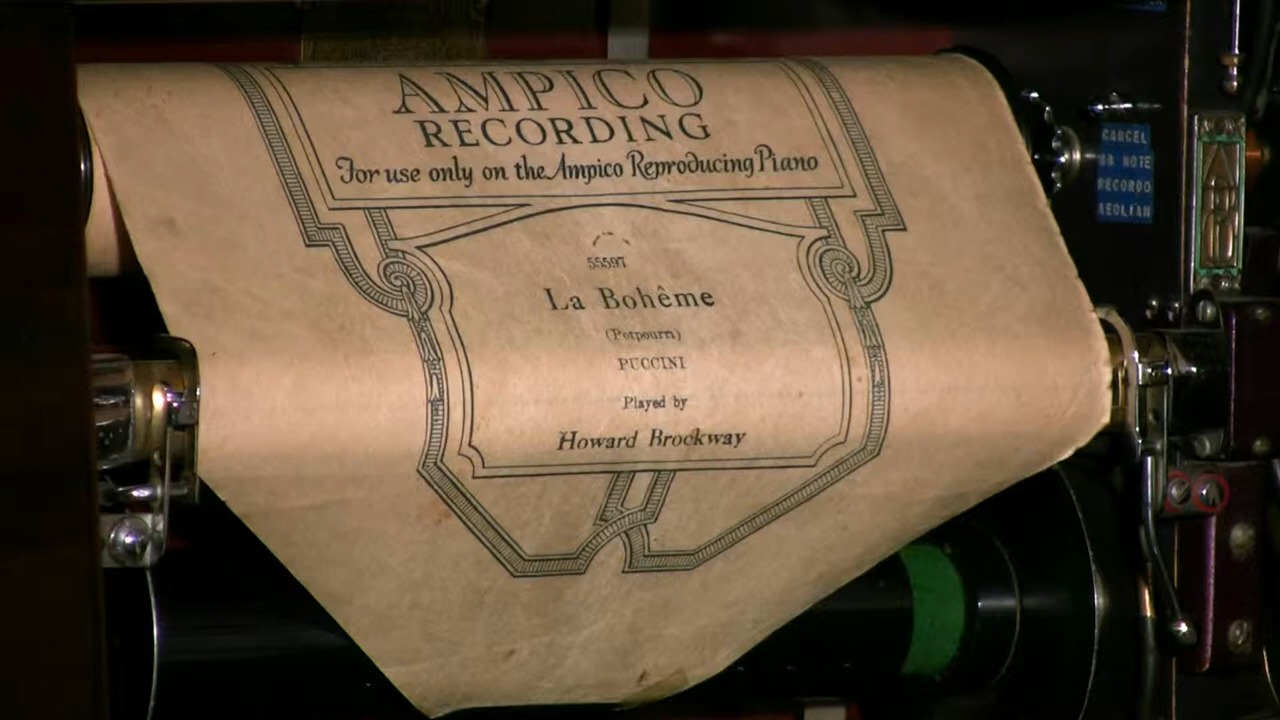 AMPICO
RECORDING
For use only on the Ampico Reproducing Piano
55597
La Bohême
(Potpourri)
PUCCINI
Played by
Howard Brockway
CANCEL
OR NOTE
RECORDO
AEOLIAN